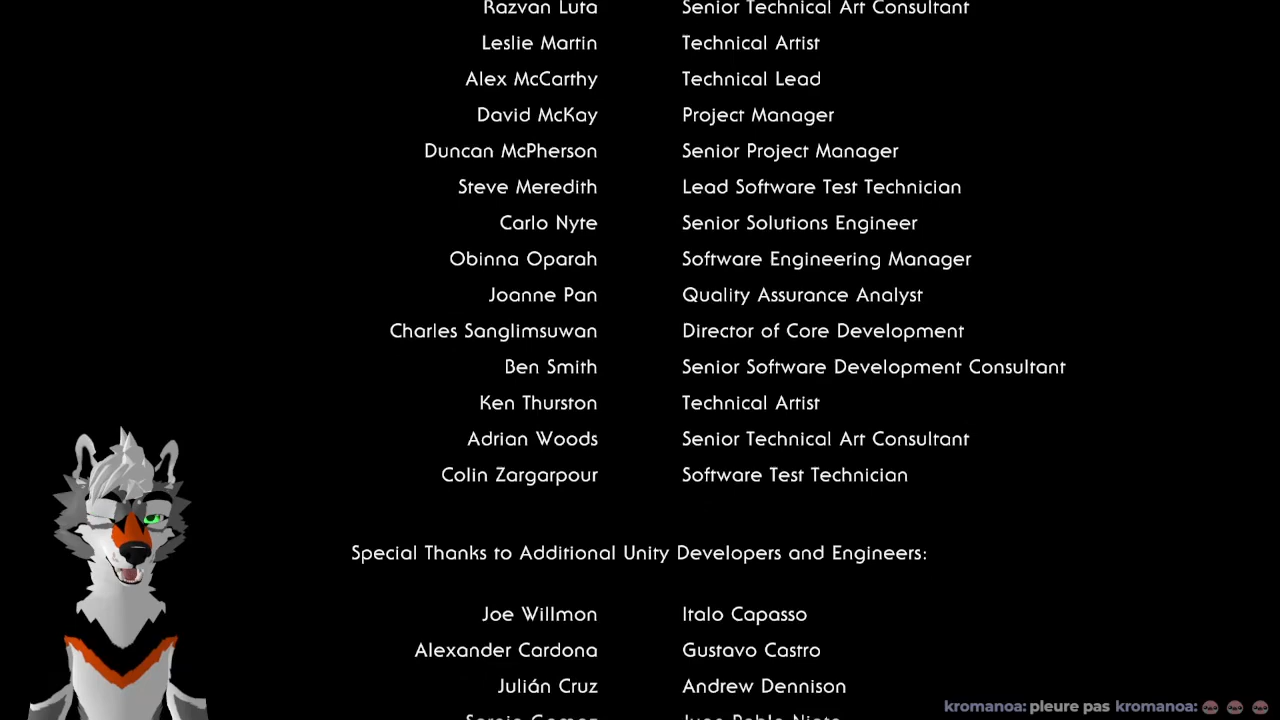 Razvan Luta Senior Technical Art Consultant
Leslie Martin Technical Artist
Alex McCarthy Technical Lead
David McKay Project Manager
Duncan McPherson Senior Project Manager
Steve Meredith Lead Software Test Technician
Carlo Nyte Senior Solutions Engineer
Obinna Oparah Software Engineering Manager
Joanne Pan Quality Assurance Analyst
Charles Sanglimsuwan Director of Core Development
Ben Smith Senior Software Development Consultant
Ken Thurston Technical Artist
Adrian Woods Senior Technical Art Consultant
Colin Zargarpour Software Test Technician
Special Thanks to Additional Unity Developers and Engineers:
Joe Willmon Italo Capasso
Alexander Cardona Gustavo Castro
Julián Cruz Andrew Dennison
kromanoa: pleure pas kromanoa: